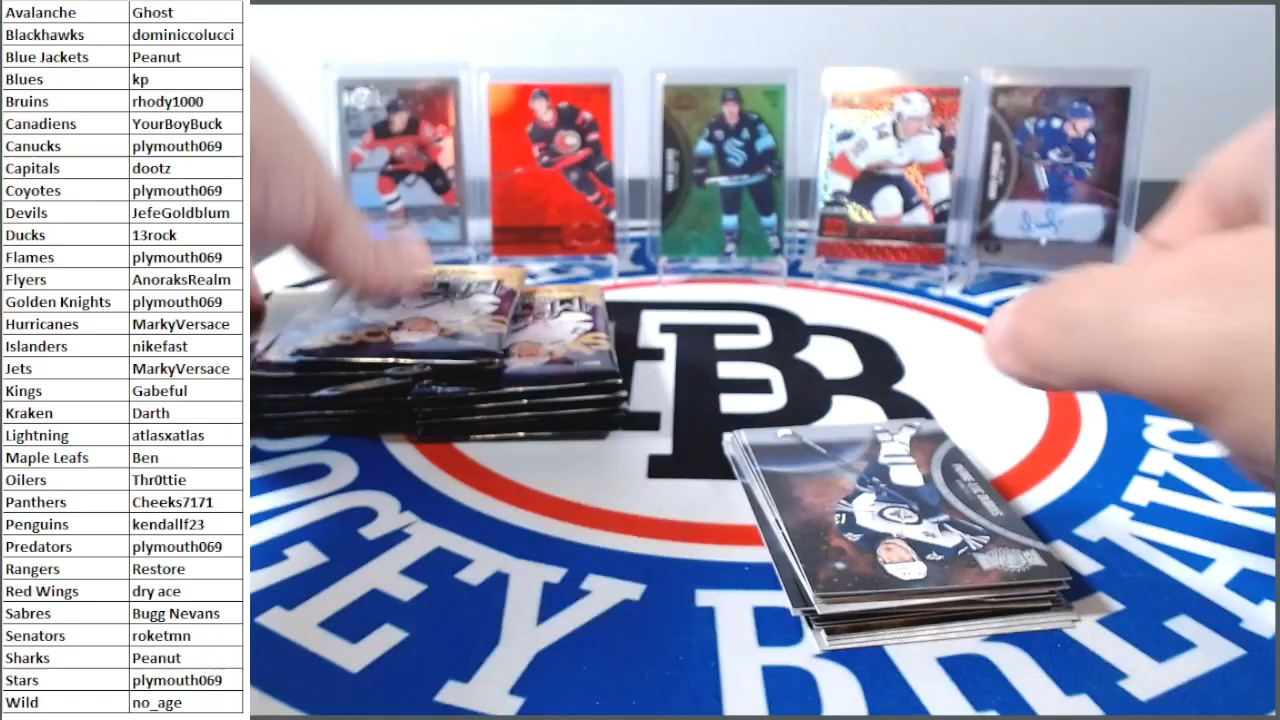 Avalanche Ghost
Blackhawks dominiccolucci
Blue Jackets Peanut
Blues kp
Bruins rhody1000
Canadiens YourBoyBuck
Canucks plymouth069
Capitals dootz
Coyotes plymouth069
Devils JefeGoldblum
Ducks 13rock
Flames plymouth069
Flyers AnoraksRealm
Golden Knights plymouth069
Hurricanes MarkyVersace
Islanders nikefast
Jets MarkyVersace
Kings Gabeful
Kraken Darth
Lightning atlasxatlas
Maple Leafs Ben
Oilers Thr0ttie
Panthers Cheeks7171
Penguins kendallf23
Predators plymouth069
Rangers Restore
Red Wings dry ace
Sabres Bugg Nevans
Senators roketmn
Sharks Peanut
Stars plymouth069
Wild no_age
BR
HOCKEY BREAKS